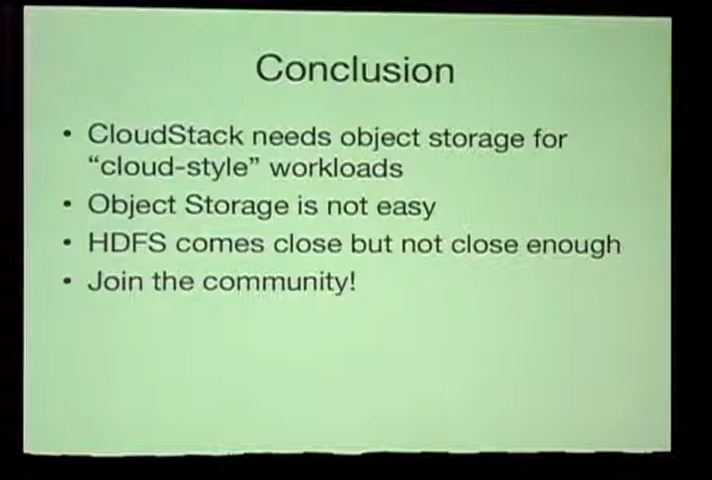 Conclusion
• CloudStack needs object storage for
“cloud-style” workloads
• Object Storage is not easy
• HDFS comes close but not close enough
• Join the community!